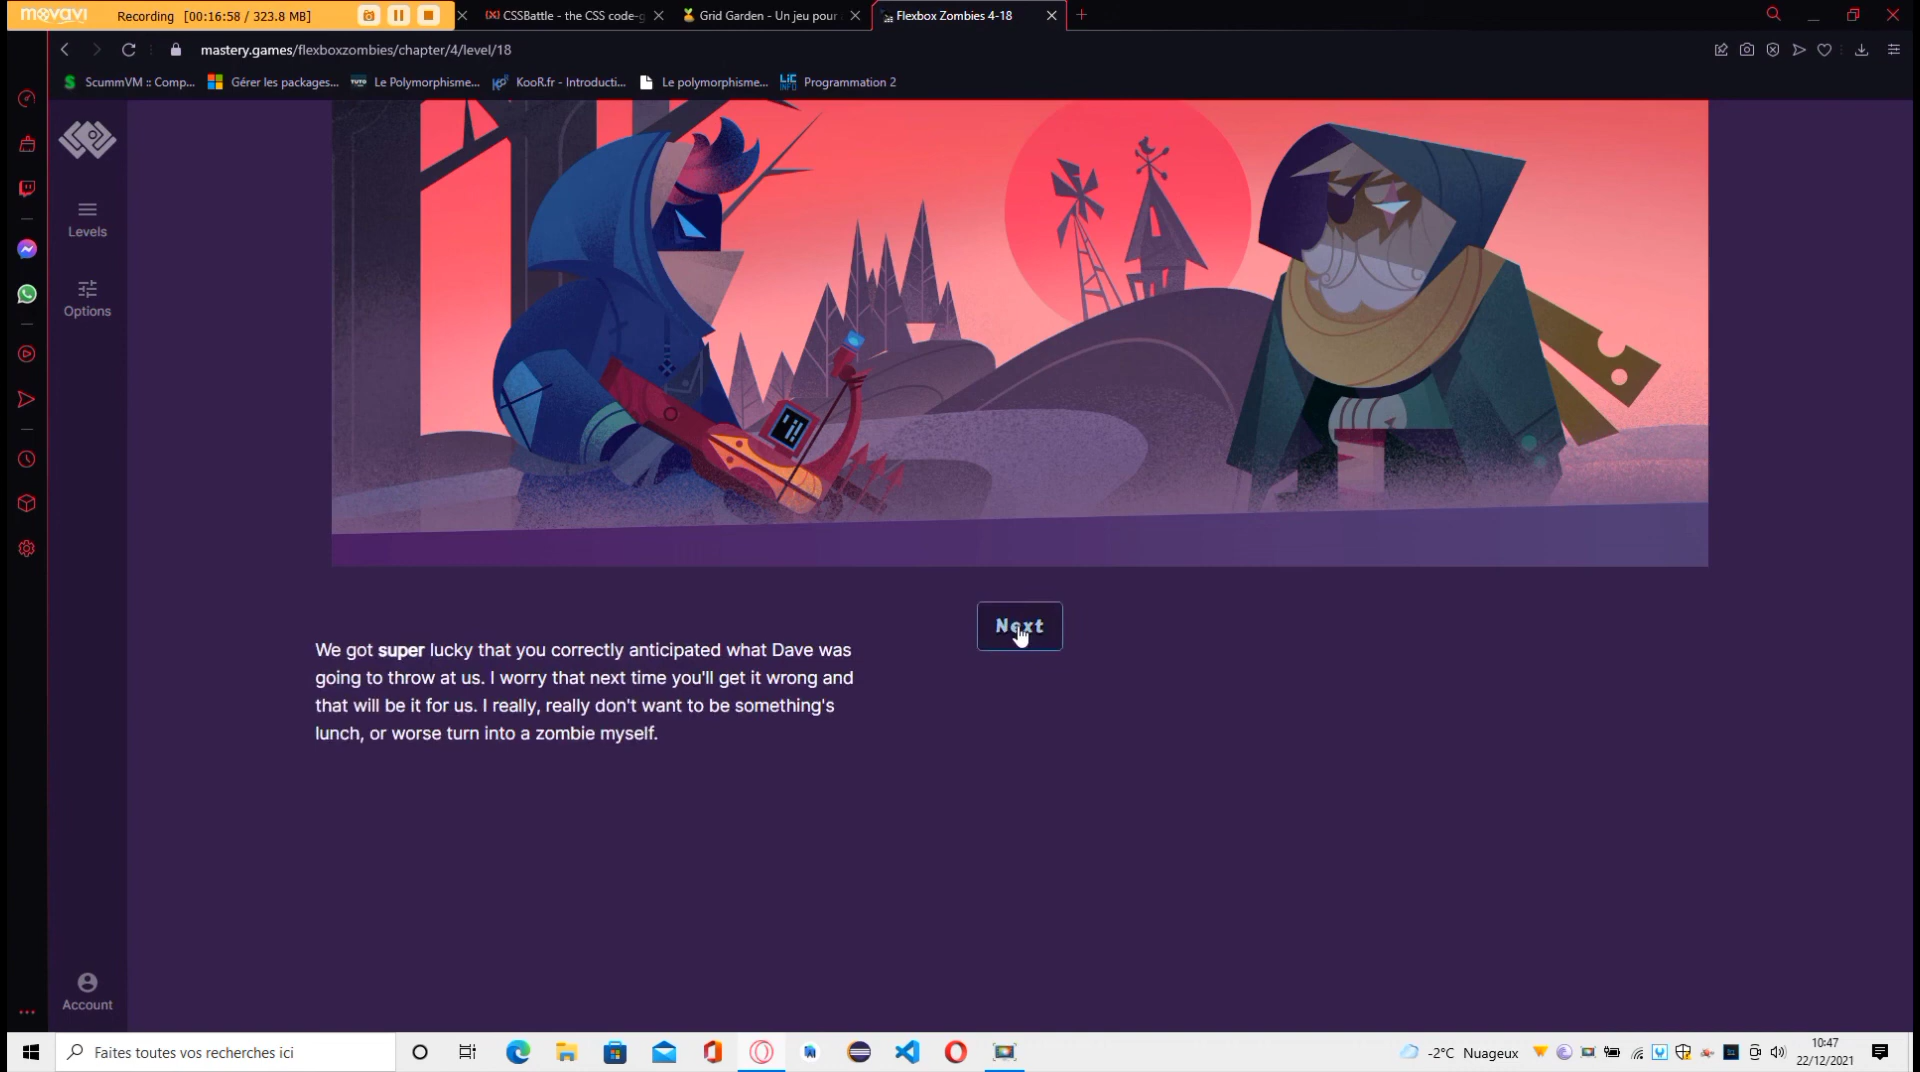 movavi
Recording [00:16:58 / 323.8 MB]
CSSBattle - the CSS code-g
Grid Garden - Un jeu pour
Flexbox Zombies 4-18
mastery.games/flexboxzombies/chapter/4/level/18
ScummVM :: Comp...
Gérer les packages...
TUTO
Le Polymorphisme...
KooR.fr - Introducti...
Le polymorphisme...
LiC INFO
Programmation 2
Levels
Options
Next
We got super lucky that you correctly anticipated what Dave was
going to throw at us. I worry that next time you'll get it wrong and
that will be it for us. I really, really don't want to be something's
lunch, or worse turn into a zombie myself.
Account
Faites toutes vos recherches ici
-2°C Nuageux
10:47
22/12/2021